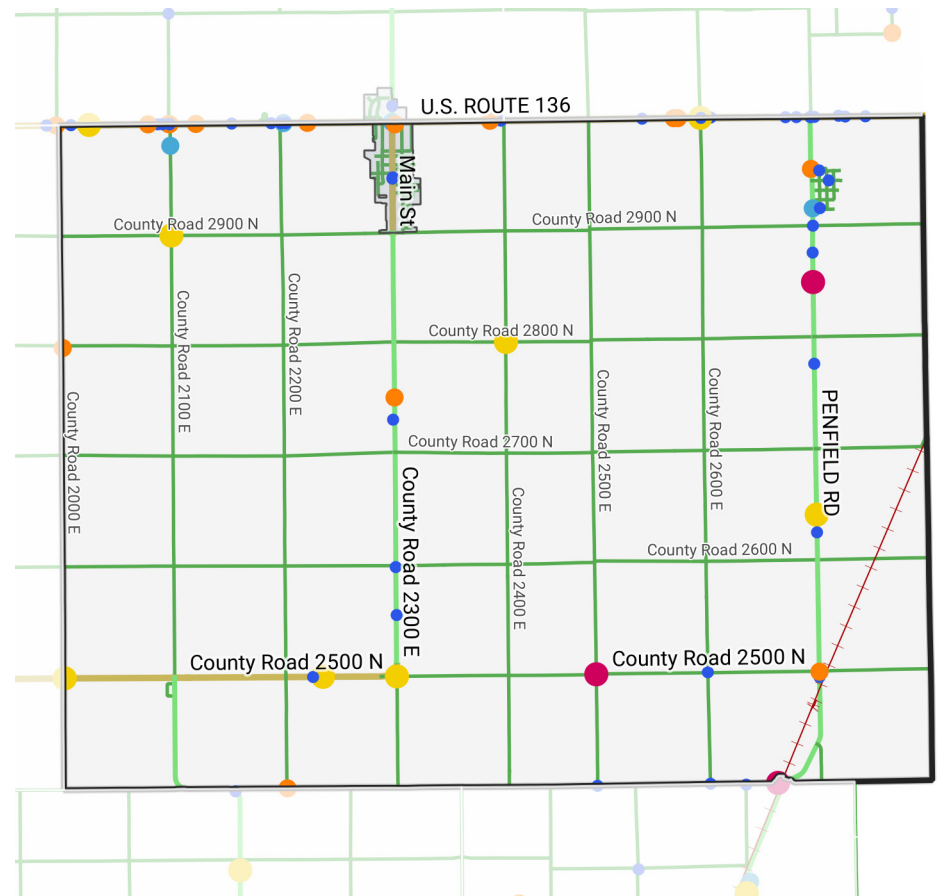 U.S. ROUTE 136
Main St
County Road 2900 N
County Road 2900 N
County Road 2100 E
County Road 2200 E
County Road 2800 N
County Road 2000 E
County Road 2500 E
County Road 2600 E
PENFIELD RD
County Road 2700 N
County Road 2300 E
County Road 2400 E
County Road 2600 N
County Road 2500 N
County Road 2500 N